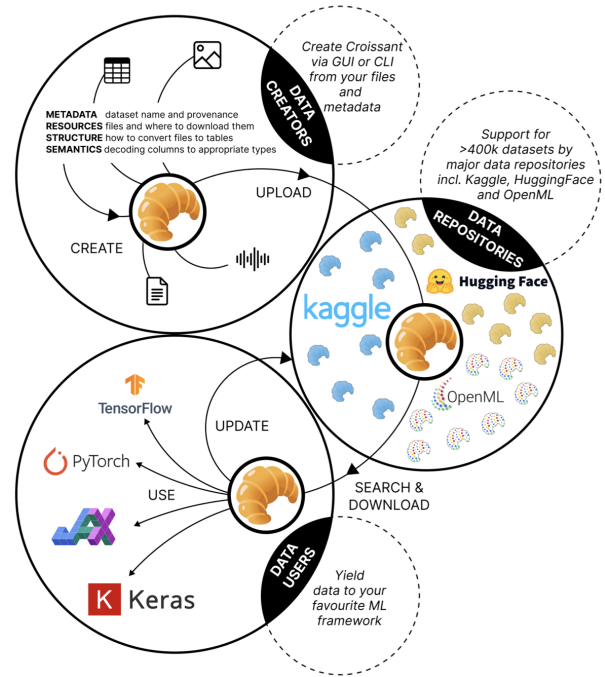 Create Croissant
via GUI or CLI
from your files
and
metadata
DATA
CREATORS
METADATA dataset name and provenance
RESOURCES files and where to download them
STRUCTURE how to convert files to tables
SEMANTICS decoding columns to appropriate types
UPLOAD
CREATE
Support for
>400k datasets by
major data repositories
incl. Kaggle, HuggingFace
and OpenML
DATA
REPOSITORIES
Hugging Face
kaggle
OpenML
TensorFlow
UPDATE
PyTorch
USE
JAX
K Keras
SEARCH &
DOWNLOAD
DATA
USERS
Yield
data to your
favourite ML
framework